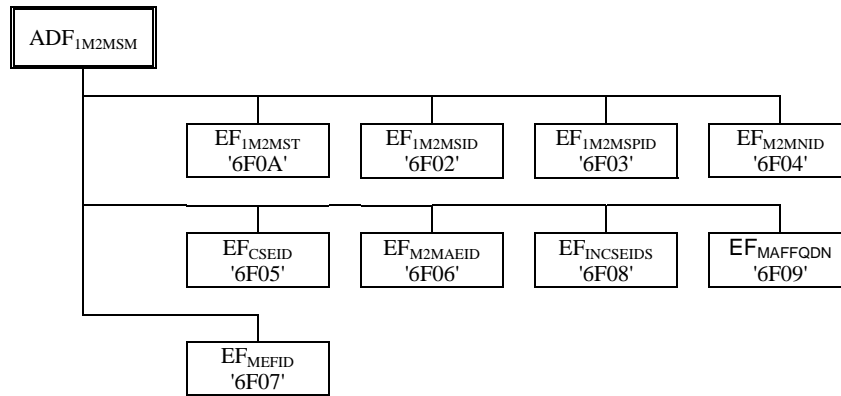 ADF1M2MSM
EF1M2MST
'6F0A'
EF1M2MSID
'6F02'
EF1M2MSPID
'6F03'
EFM2MNID
'6F04'
EFCSEID
'6F05'
EFM2MAEID
'6F06'
EFINCSEIDS
'6F08'
EFMAFFQDN
'6F09'
EFMEFID
'6F07'